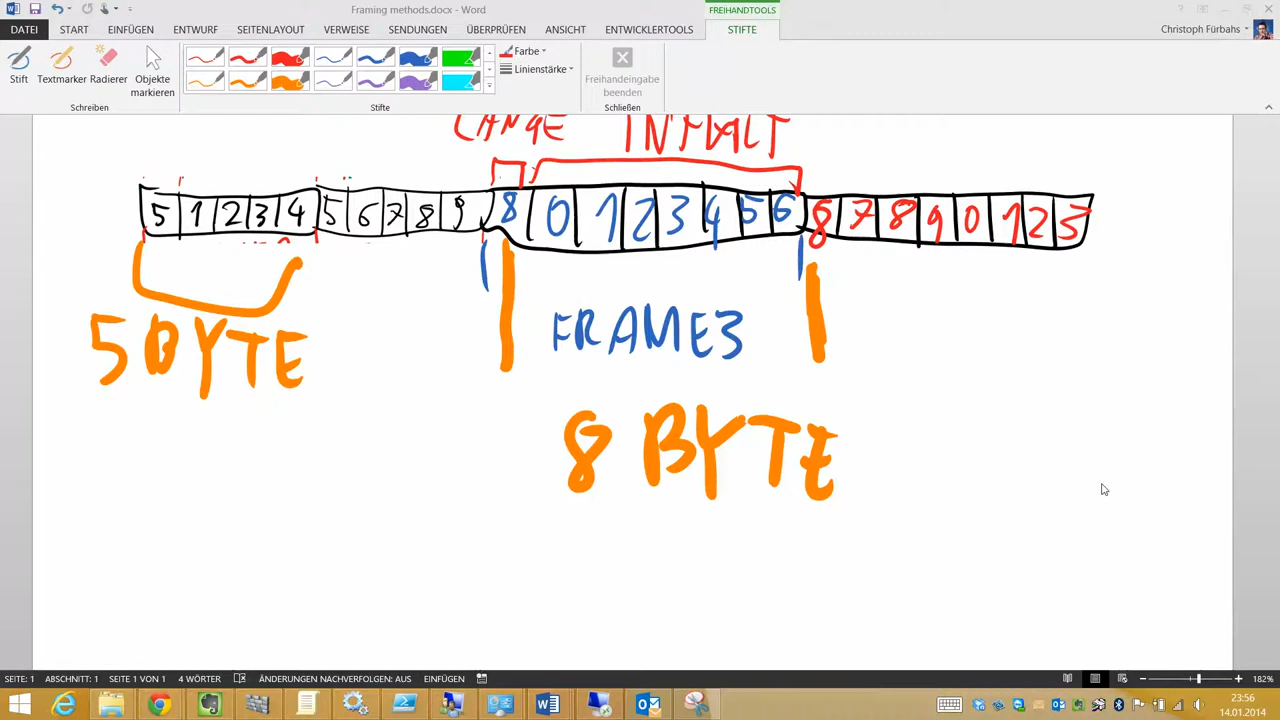 Framing methods.docx - Word
FREIHANDTOOLS
DATEI START EINFÜGEN ENTWURF SEITENLAYOUT VERWEISE SENDUNGEN ÜBERPRÜFEN ANSICHT ENTWICKLERTOOLS STIFTE
Christoph Fürbahs
Stift Textmarker Radierer Objekte markieren
Farbe
Linienstärke
Freihandeingabe beenden
Schreiben Stifte Schließen
LÄNGE INHALT
5 1 2 3 4 5 6 7 8 9 8 0 1 2 3 4 5 6 8 7 8 9 0 1 2 3
FRAME3
5 BYTE
8 BYTE
SEITE: 1 ABSCHNITT: 1 SEITE 1 VON 1 4 WÖRTER ÄNDERUNGEN NACHVERFOLGEN: AUS EINFÜGEN 182%
23:56
14.01.2014